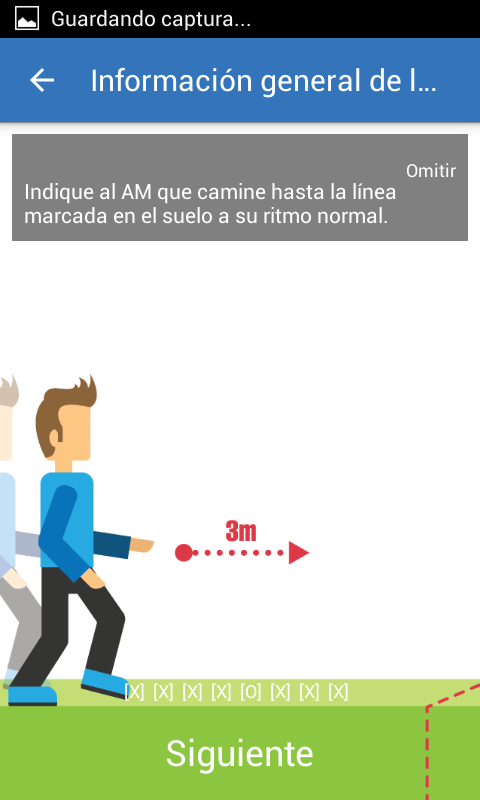 Guardando captura...
Información general de l...
Omitir
Indique al AM que camine hasta la línea
marcada en el suelo a su ritmo normal.
3m
[X] [X] [X] [X] [O] [X] [X] [X]
Siguiente